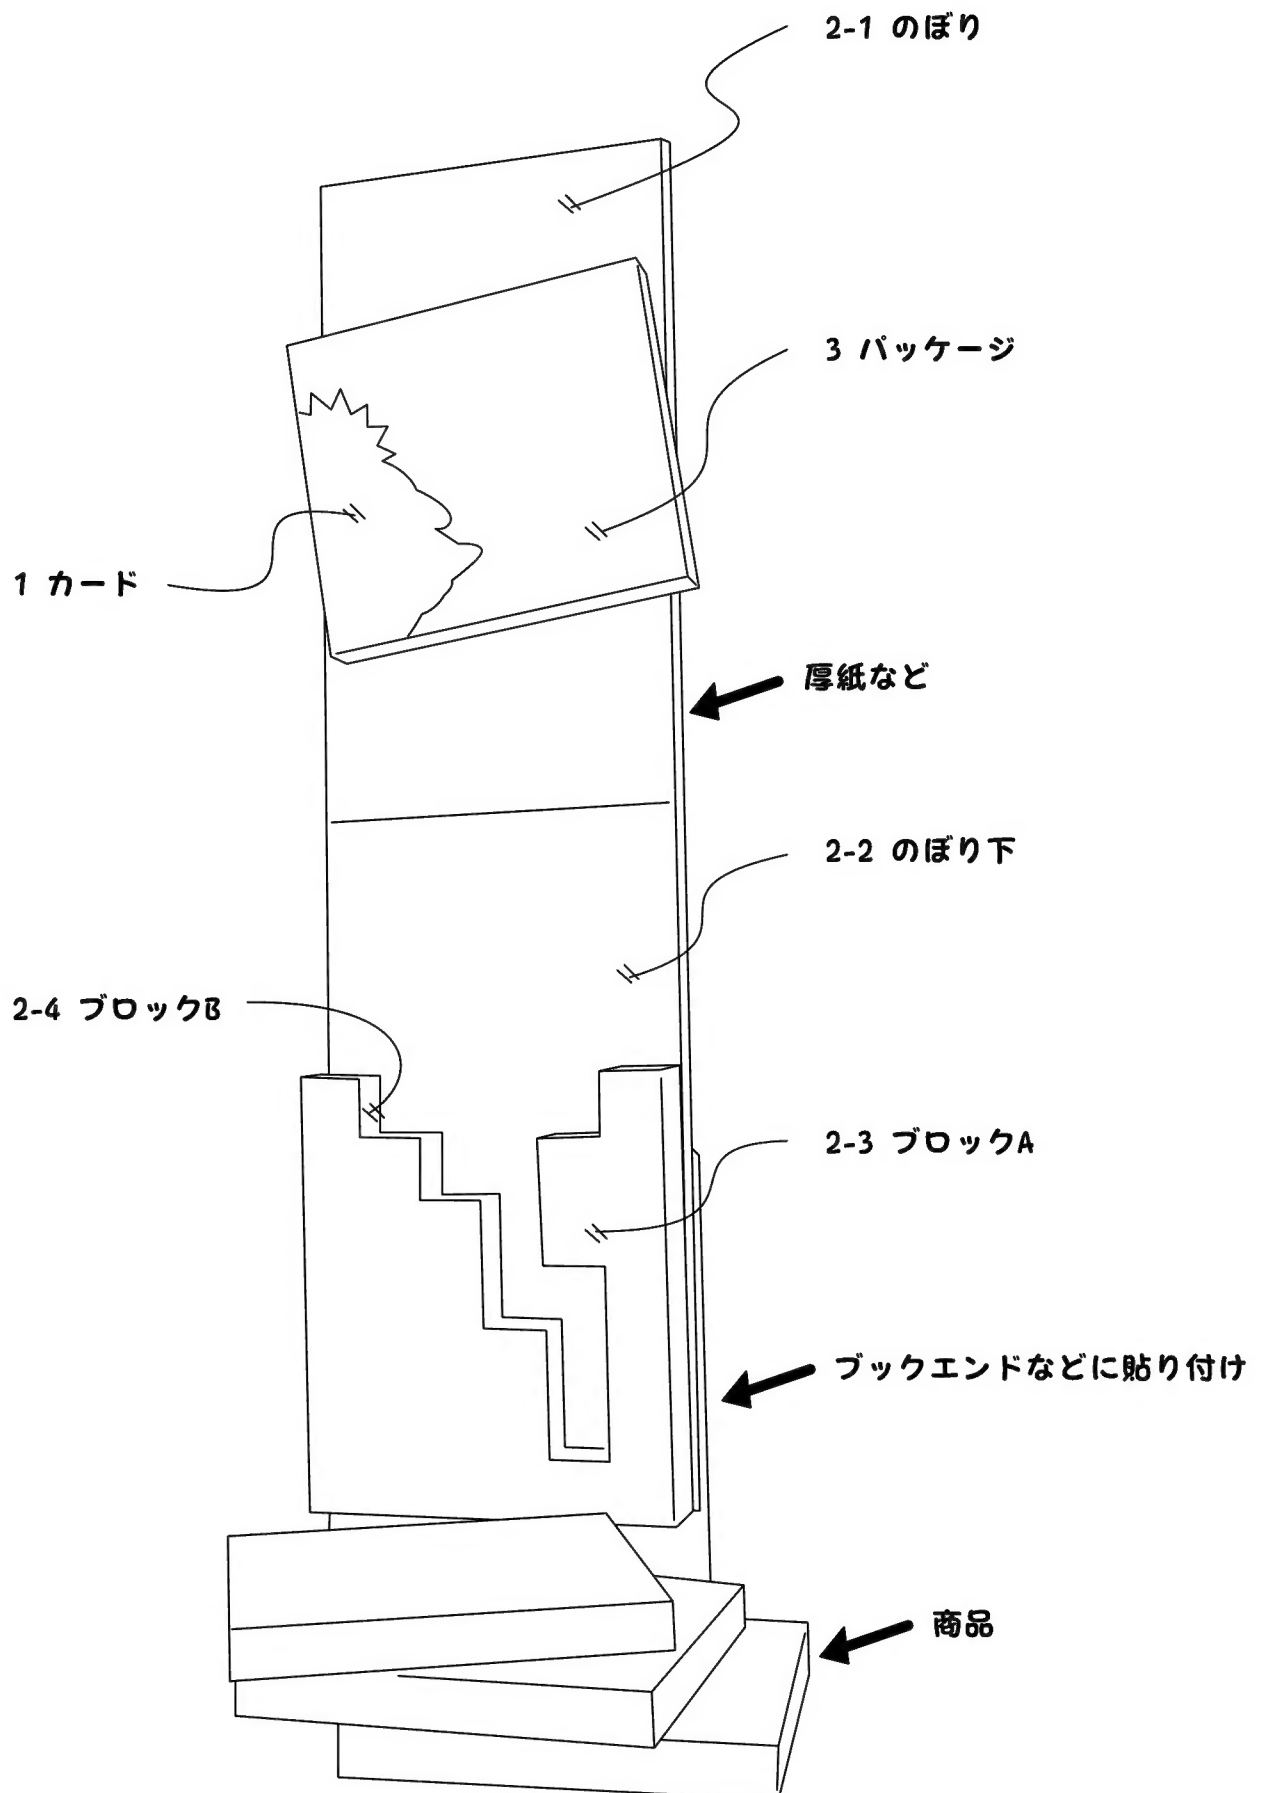 2-1 のぼり
3 パッケージ
1 カード
厚紙など
2-2 のぼり下
2-4 ブロックB
2-3 ブロックA
ブックエンドなどに貼り付け
商品